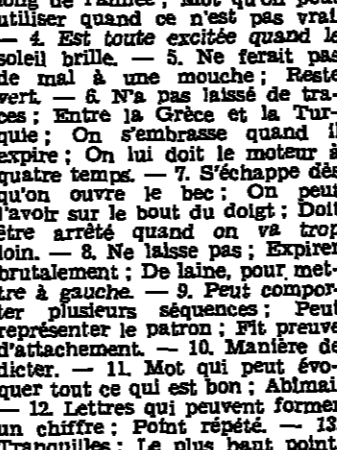 long de l'année ; Mot qu'on peut
utiliser quand ce n'est pas vrai.
— 4. Est toute excitée quand le
soleil brille. — 5. Ne ferait pas
de mal à une mouche ; Reste
vert. — 6. N'a pas laissé de tra-
ces ; Entre la Grèce et la Tur-
quie ; On s'embrasse quand il
expire ; On lui doit le moteur à
quatre temps. — 7. S'échappe dès
qu'on ouvre le bec ; On peut
l'avoir sur le bout du doigt ; Doit
être arrêté quand on va trop
loin. — 8. Ne laisse pas ; Expirer
brutalement ; De laine, pour met-
tre à gauche. — 9. Peut compor-
ter plusieurs séquences ; Peut
représenter le patron ; Fit preuve
d'attachement. — 10. Manière de
dicter. — 11. Mot qui peut évo-
quer tout ce qui est bon ; Abîmai
— 12. Lettres qui peuvent former
un chiffre ; Point répété. — 13.
Tranquilles ; Le plus haut point